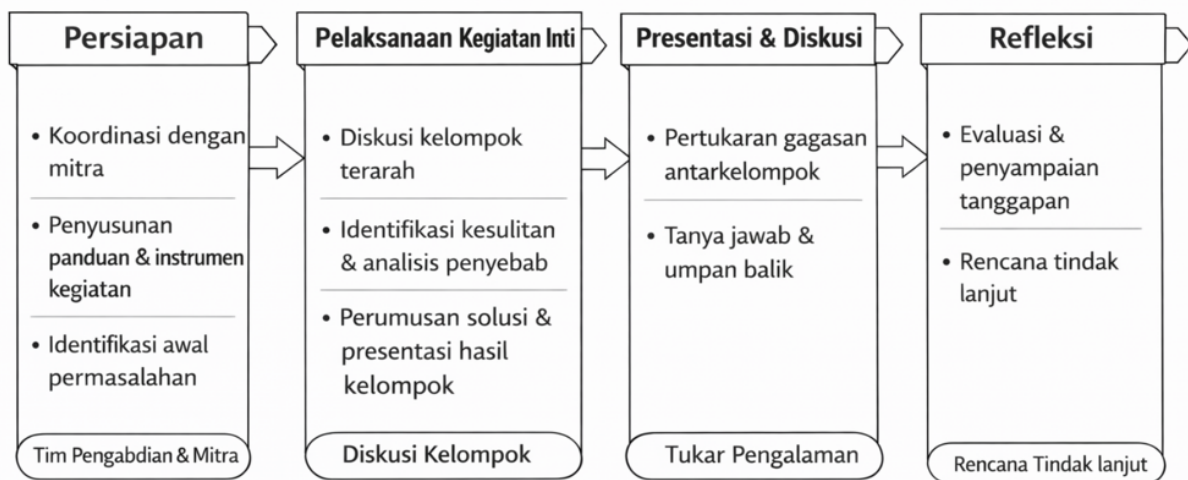 Persiapan
• Koordinasi dengan
mitra
• Penyusunan
panduan & instrumen
kegiatan
• Identifikasi awal
permasalahan
Tim Pengabdian & Mitra
Pelaksanaan Kegiatan Inti
• Diskusi kelompok
terarah
• Identifikasi kesulitan
& analisis penyebab
• Perumusan solusi &
presentasi hasil
kelompok
Diskusi Kelompok
Presentasi & Diskusi
• Pertukaran gagasan
antarkelompok
• Tanya jawab &
umpan balik
Tukar Pengalaman
Refleksi
• Evaluasi &
penyampaian
tanggapan
• Rencana tindak
lanjut
Rencana Tindak lanjut